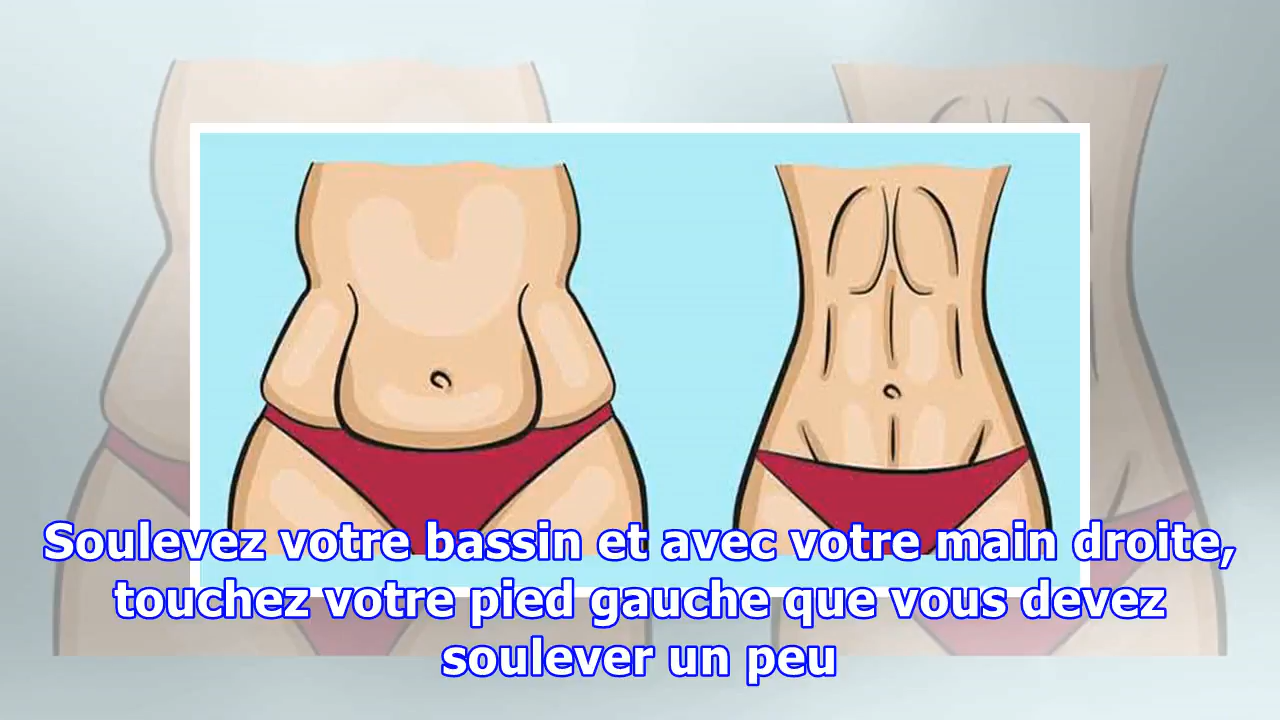 Soulevez votre bassin et avec votre main droite,
touchez votre pied gauche que vous devez
soulever un peu